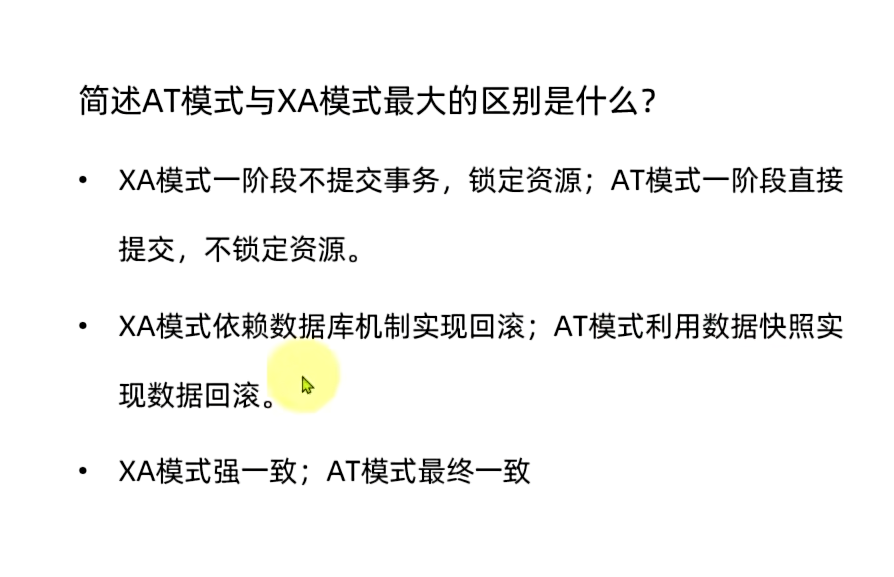 简述AT模式与XA模式最大的区别是什么?
• XA模式一阶段不提交事务，锁定资源；AT模式一阶段直接
提交，不锁定资源。
• XA模式依赖数据库机制实现回滚；AT模式利用数据快照实
现数据回滚。
• XA模式强一致；AT模式最终一致